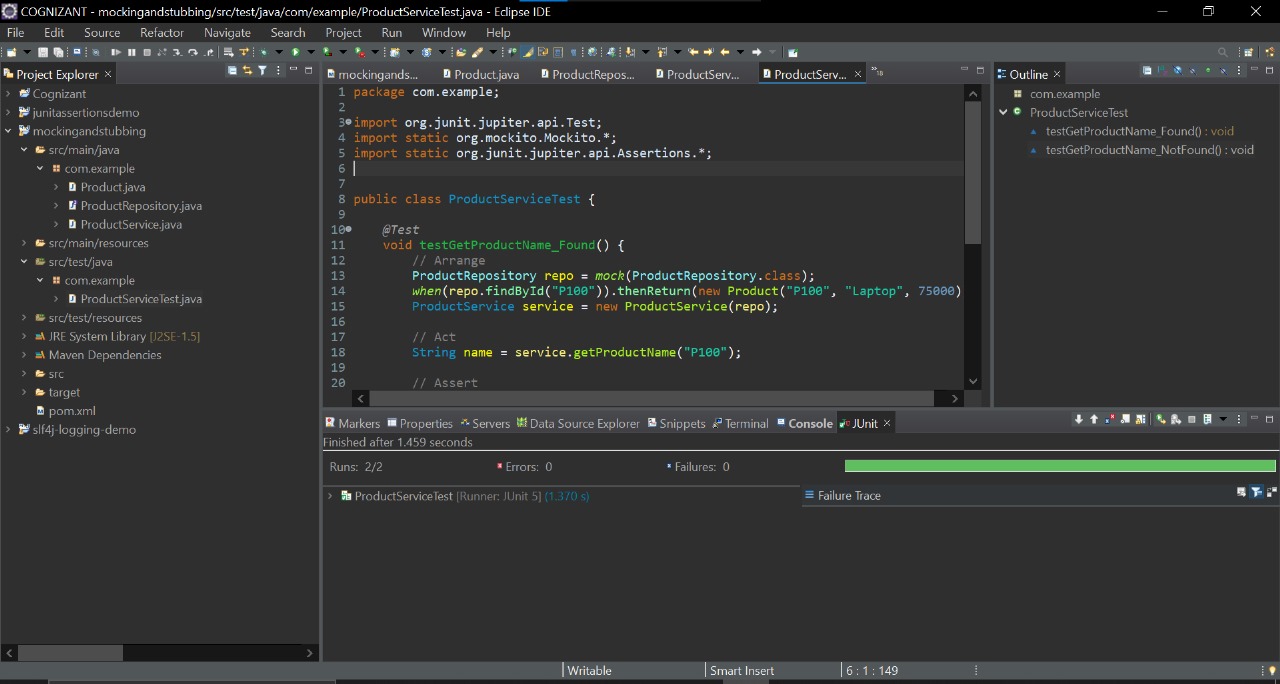 COGNIZANT - mockingandstubbing/src/test/java/com/example/ProductServiceTest.java - Eclipse IDE
File Edit Source Refactor Navigate Search Project Run Window Help
Project Explorer
Cognizant
junitassertionsdemo
mockingandstubbing
src/main/java
com.example
Product.java
ProductRepository.java
ProductService.java
src/main/resources
src/test/java
com.example
ProductServiceTest.java
src/test/resources
JRE System Library [J2SE-1.5]
Maven Dependencies
src
target
pom.xml
slf4j-logging-demo
mockingands... Product.java ProductRepos... ProductServ... ProductServ... »18
1 package com.example;
2
3 import org.junit.jupiter.api.Test;
4 import static org.mockito.Mockito.*;
5 import static org.junit.jupiter.api.Assertions.*;
6
7
8 public class ProductServiceTest {
9
10 @Test
11 void testGetProductName_Found() {
12 // Arrange
13 ProductRepository repo = mock(ProductRepository.class);
14 when(repo.findById("P100")).thenReturn(new Product("P100", "Laptop", 75000)
15 ProductService service = new ProductService(repo);
16
17 // Act
18 String name = service.getProductName("P100");
19
20 // Assert
Outline
com.example
ProductServiceTest
testGetProductName_Found() : void
testGetProductName_NotFound() : void
Markers Properties Servers Data Source Explorer Snippets Terminal Console JUnit
Finished after 1.459 seconds
Runs: 2/2 Errors: 0 Failures: 0
ProductServiceTest [Runner: JUnit 5] (1.370 s)
Failure Trace
Writable Smart Insert 6 : 1 : 149